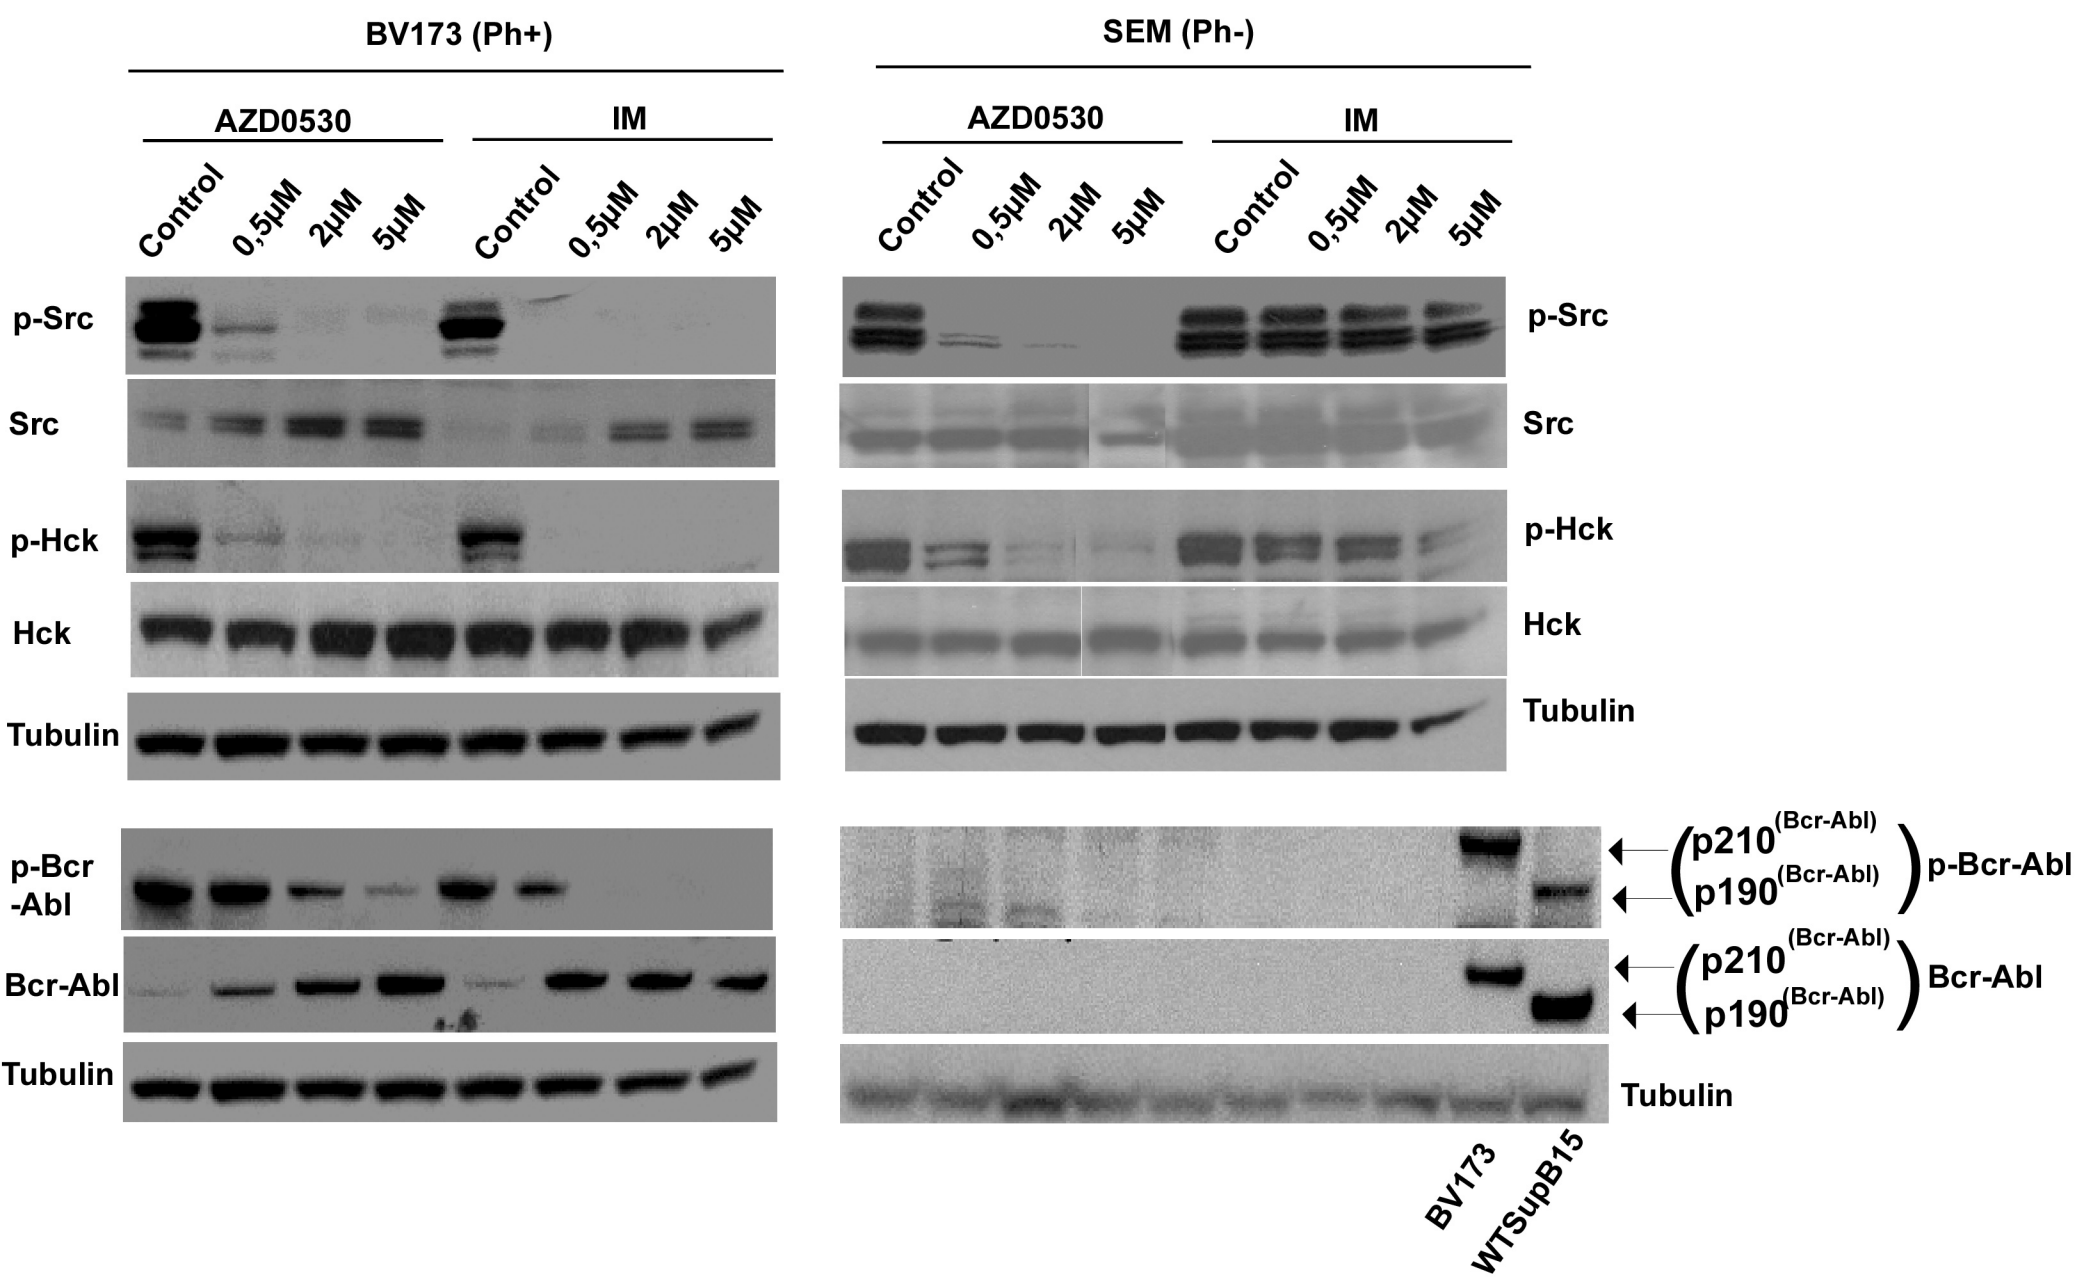 BV173 (Ph+)
SEM (Ph-)
AZD0530
IM
AZD0530
IM
Control
0,5µM
2µM
5µM
Control
0,5µM
2µM
5µM
Control
0,5µM
2µM
5µM
Control
0,5µM
2µM
5µM
p-Src
p-Src
Src
Src
p-Hck
p-Hck
Hck
Hck
Tubulin
Tubulin
p-Bcr
-Abl
p210(Bcr-Abl)
p190(Bcr-Abl)
p-Bcr-Abl
Bcr-Abl
p210(Bcr-Abl)
p190(Bcr-Abl)
Bcr-Abl
Tubulin
Tubulin
BV173
WTSupB15